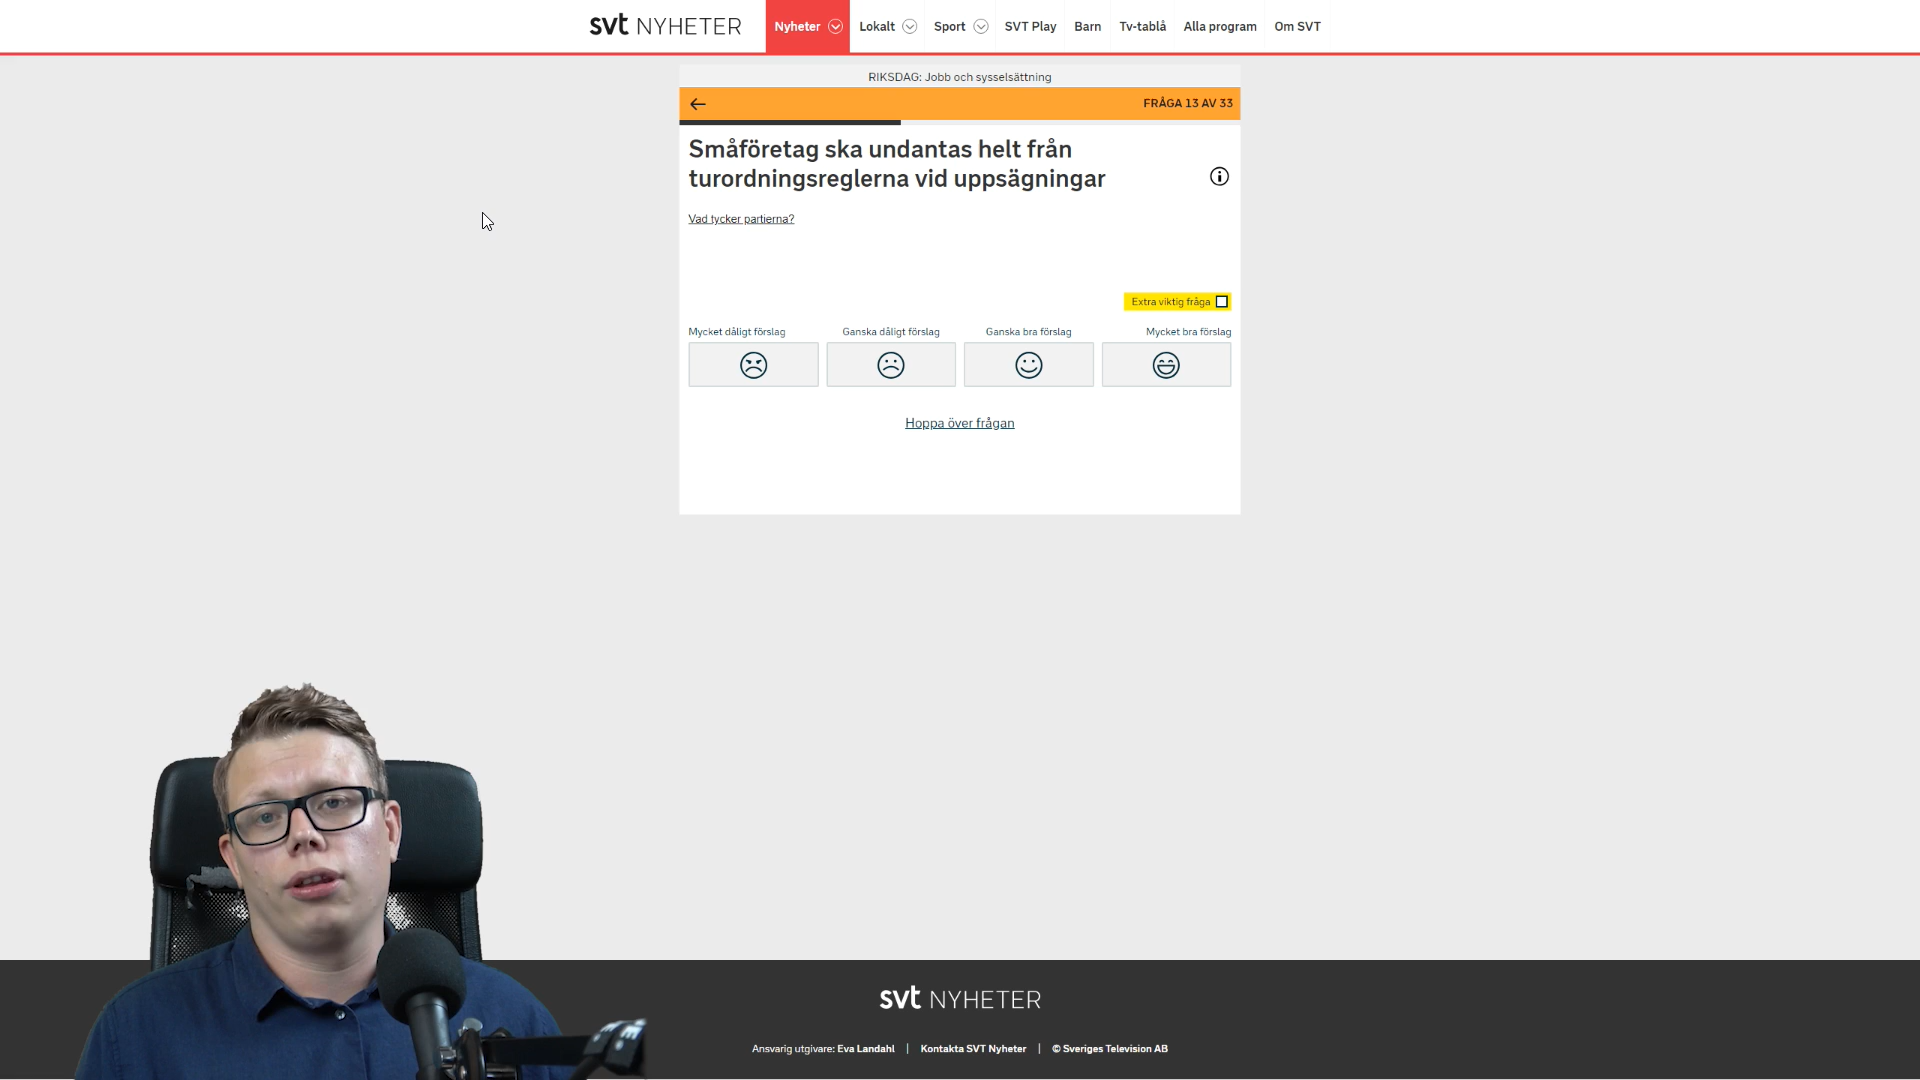 svt NYHETER
Nyheter
Lokalt
Sport
SVT Play
Barn
Tv-tablå
Alla program
Om SVT
RIKSDAG: Jobb och sysselsättning
FRÅGA 13 AV 33
Småföretag ska undantas helt från
turordningsreglerna vid uppsägningar
Vad tycker partierna?
Extra viktig fråga
Mycket dåligt förslag
Ganska dåligt förslag
Ganska bra förslag
Mycket bra förslag
Hoppa över frågan
svt NYHETER
Ansvarig utgivare: Eva Landahl | Kontakta SVT Nyheter | © Sveriges Television AB